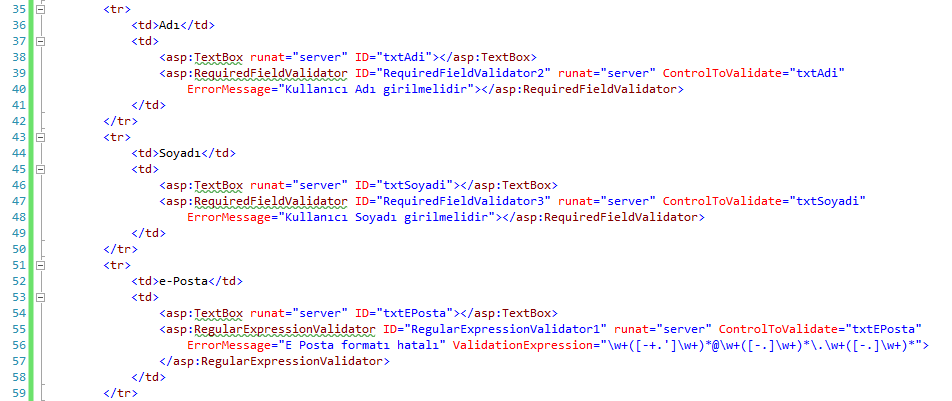 35 <tr>
36 <td>Adı</td>
37 <td>
38 <asp:TextBox runat="server" ID="txtAdi"></asp:TextBox>
39 <asp:RequiredFieldValidator ID="RequiredFieldValidator2" runat="server" ControlToValidate="txtAdi"
40 ErrorMessage="Kullanıcı Adı girilmelidir"></asp:RequiredFieldValidator>
41 </td>
42 </tr>
43 <tr>
44 <td>Soyadı</td>
45 <td>
46 <asp:TextBox runat="server" ID="txtSoyadi"></asp:TextBox>
47 <asp:RequiredFieldValidator ID="RequiredFieldValidator3" runat="server" ControlToValidate="txtSoyadi"
48 ErrorMessage="Kullanıcı Soyadı girilmelidir"></asp:RequiredFieldValidator>
49 </td>
50 </tr>
51 <tr>
52 <td>e-Posta</td>
53 <td>
54 <asp:TextBox runat="server" ID="txtEPosta"></asp:TextBox>
55 <asp:RegularExpressionValidator ID="RegularExpressionValidator1" runat="server" ControlToValidate="txtEPosta"
56 ErrorMessage="E Posta formatı hatalı" ValidationExpression="\w+([-+.']\w+)*@\w+([-.]\w+)*\.\w+([-.]\w+)*">
57 </asp:RegularExpressionValidator>
58 </td>
59 </tr>